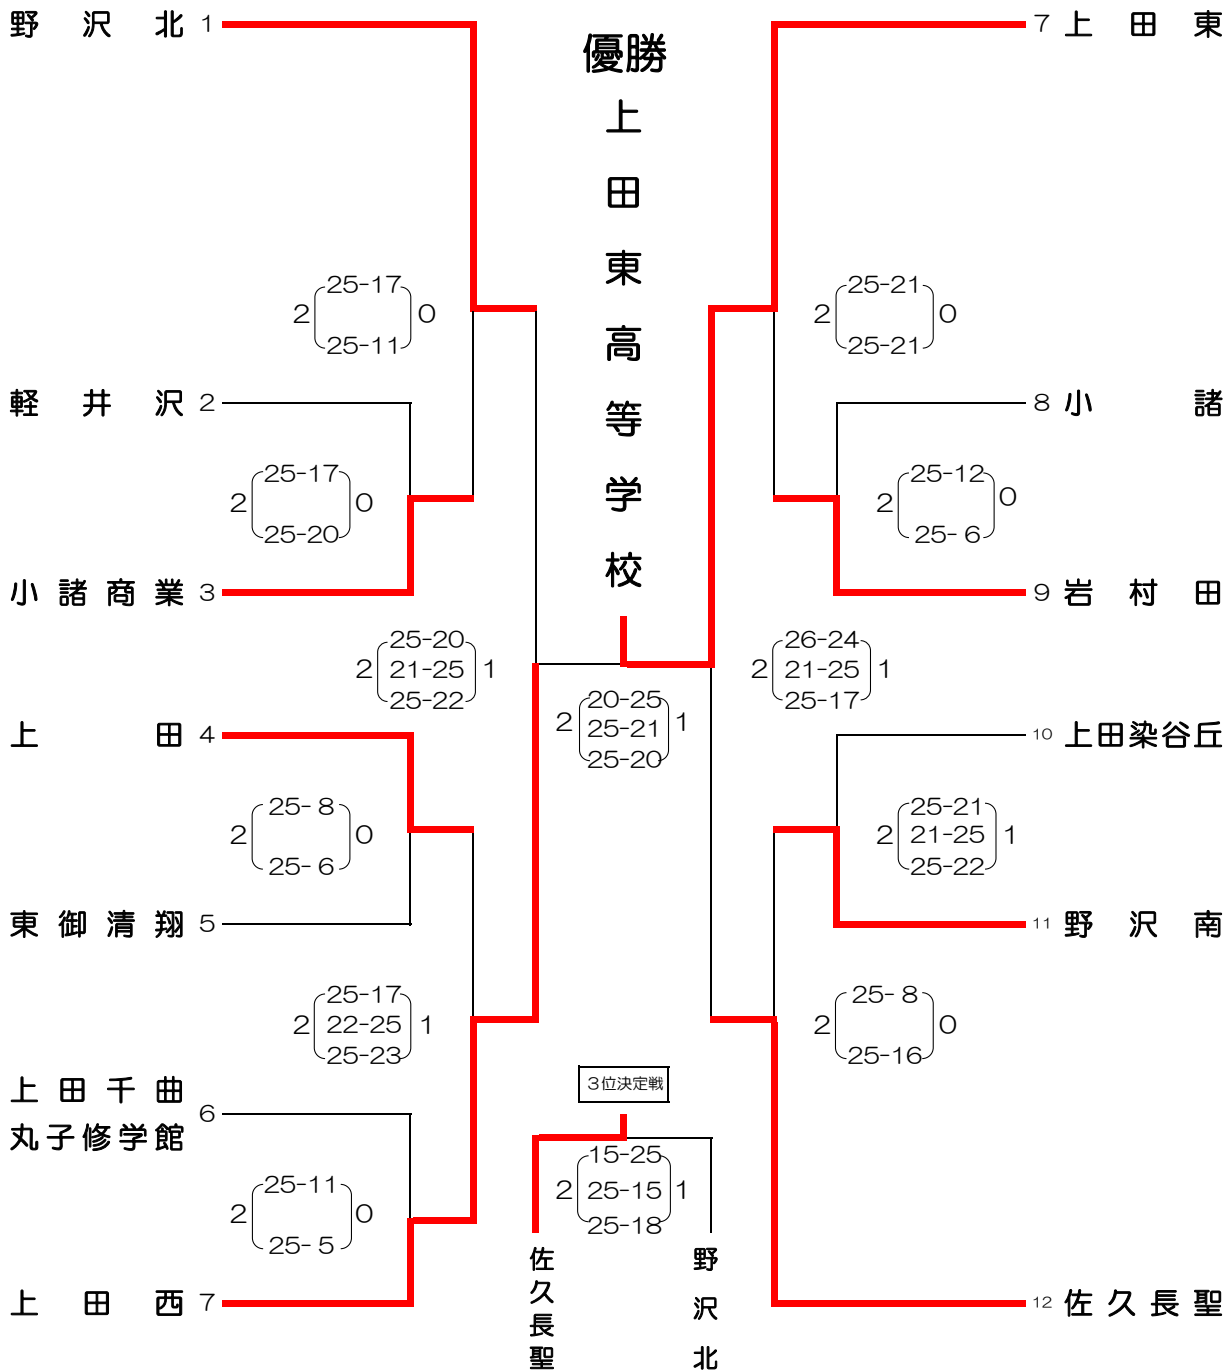 優勝
上田東高等学校
野沢北 1
25-17
2 0
25-11
軽井沢 2
25-17
2 0
25-20
小諸商業 3
25-20
2 21-25 1
25-22
上田 4
25-8
2 0
25-6
東御清翔 5
25-17
2 22-25 1
25-23
上田千曲
丸子修学館
6
25-11
2 0
25-5
上田西 7
20-25
2 25-21 1
25-20
7 上田東
25-21
2 0
25-21
8 小諸
25-12
2 0
25-6
9 岩村田
26-24
2 21-25 1
25-17
10 上田染谷丘
25-21
2 21-25 1
25-22
11 野沢南
25-8
2 0
25-16
12 佐久長聖
3位決定戦
15-25
2 25-15 1
25-18
佐久長聖
野沢北